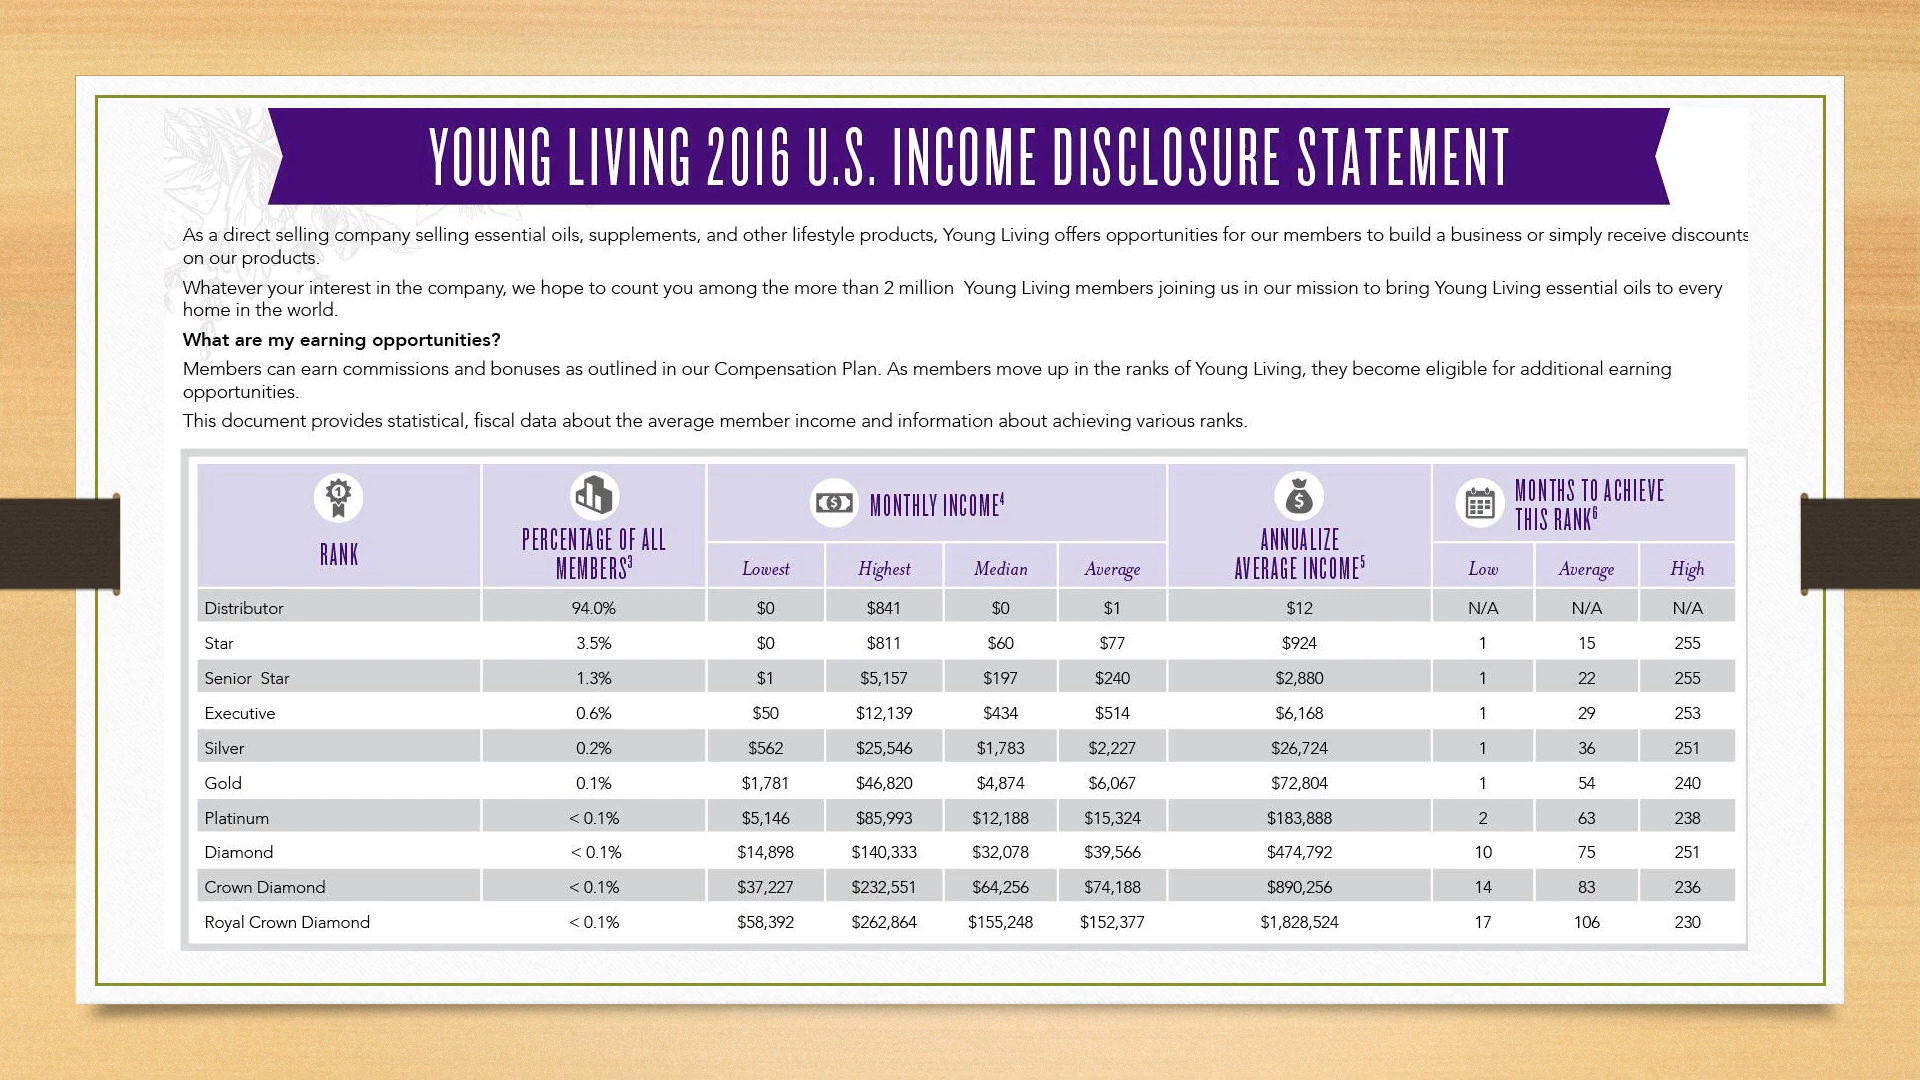 YOUNG LIVING 2016 U.S. INCOME DISCLOSURE STATEMENT
As a direct selling company selling essential oils, supplements, and other lifestyle products, Young Living offers opportunities for our members to build a business or simply receive discounts
on our products.
Whatever your interest in the company, we hope to count you among the more than 2 million Young Living members joining us in our mission to bring Young Living essential oils to every
home in the world.
What are my earning opportunities?
Members can earn commissions and bonuses as outlined in our Compensation Plan. As members move up in the ranks of Young Living, they become eligible for additional earning
opportunities.
This document provides statistical, fiscal data about the average member income and information about achieving various ranks.
RANK
PERCENTAGE OF ALL
MEMBERS³
MONTHLY INCOME⁴
Lowest Highest Median Average
ANNUALIZE
AVERAGE INCOME⁵
MONTHS TO ACHIEVE
THIS RANK⁶
Low Average High
Distributor 94.0% $0 $841 $0 $1 $12 N/A N/A N/A
Star 3.5% $0 $811 $60 $77 $924 1 15 255
Senior Star 1.3% $1 $5,157 $197 $240 $2,880 1 22 255
Executive 0.6% $50 $12,139 $434 $514 $6,168 1 29 253
Silver 0.2% $562 $25,546 $1,783 $2,227 $26,724 1 36 251
Gold 0.1% $1,781 $46,820 $4,874 $6,067 $72,804 1 54 240
Platinum < 0.1% $5,146 $85,993 $12,188 $15,324 $183,888 2 63 238
Diamond < 0.1% $14,898 $140,333 $32,078 $39,566 $474,792 10 75 251
Crown Diamond < 0.1% $37,227 $232,551 $64,256 $74,188 $890,256 14 83 236
Royal Crown Diamond < 0.1% $58,392 $262,864 $155,248 $152,377 $1,828,524 17 106 230